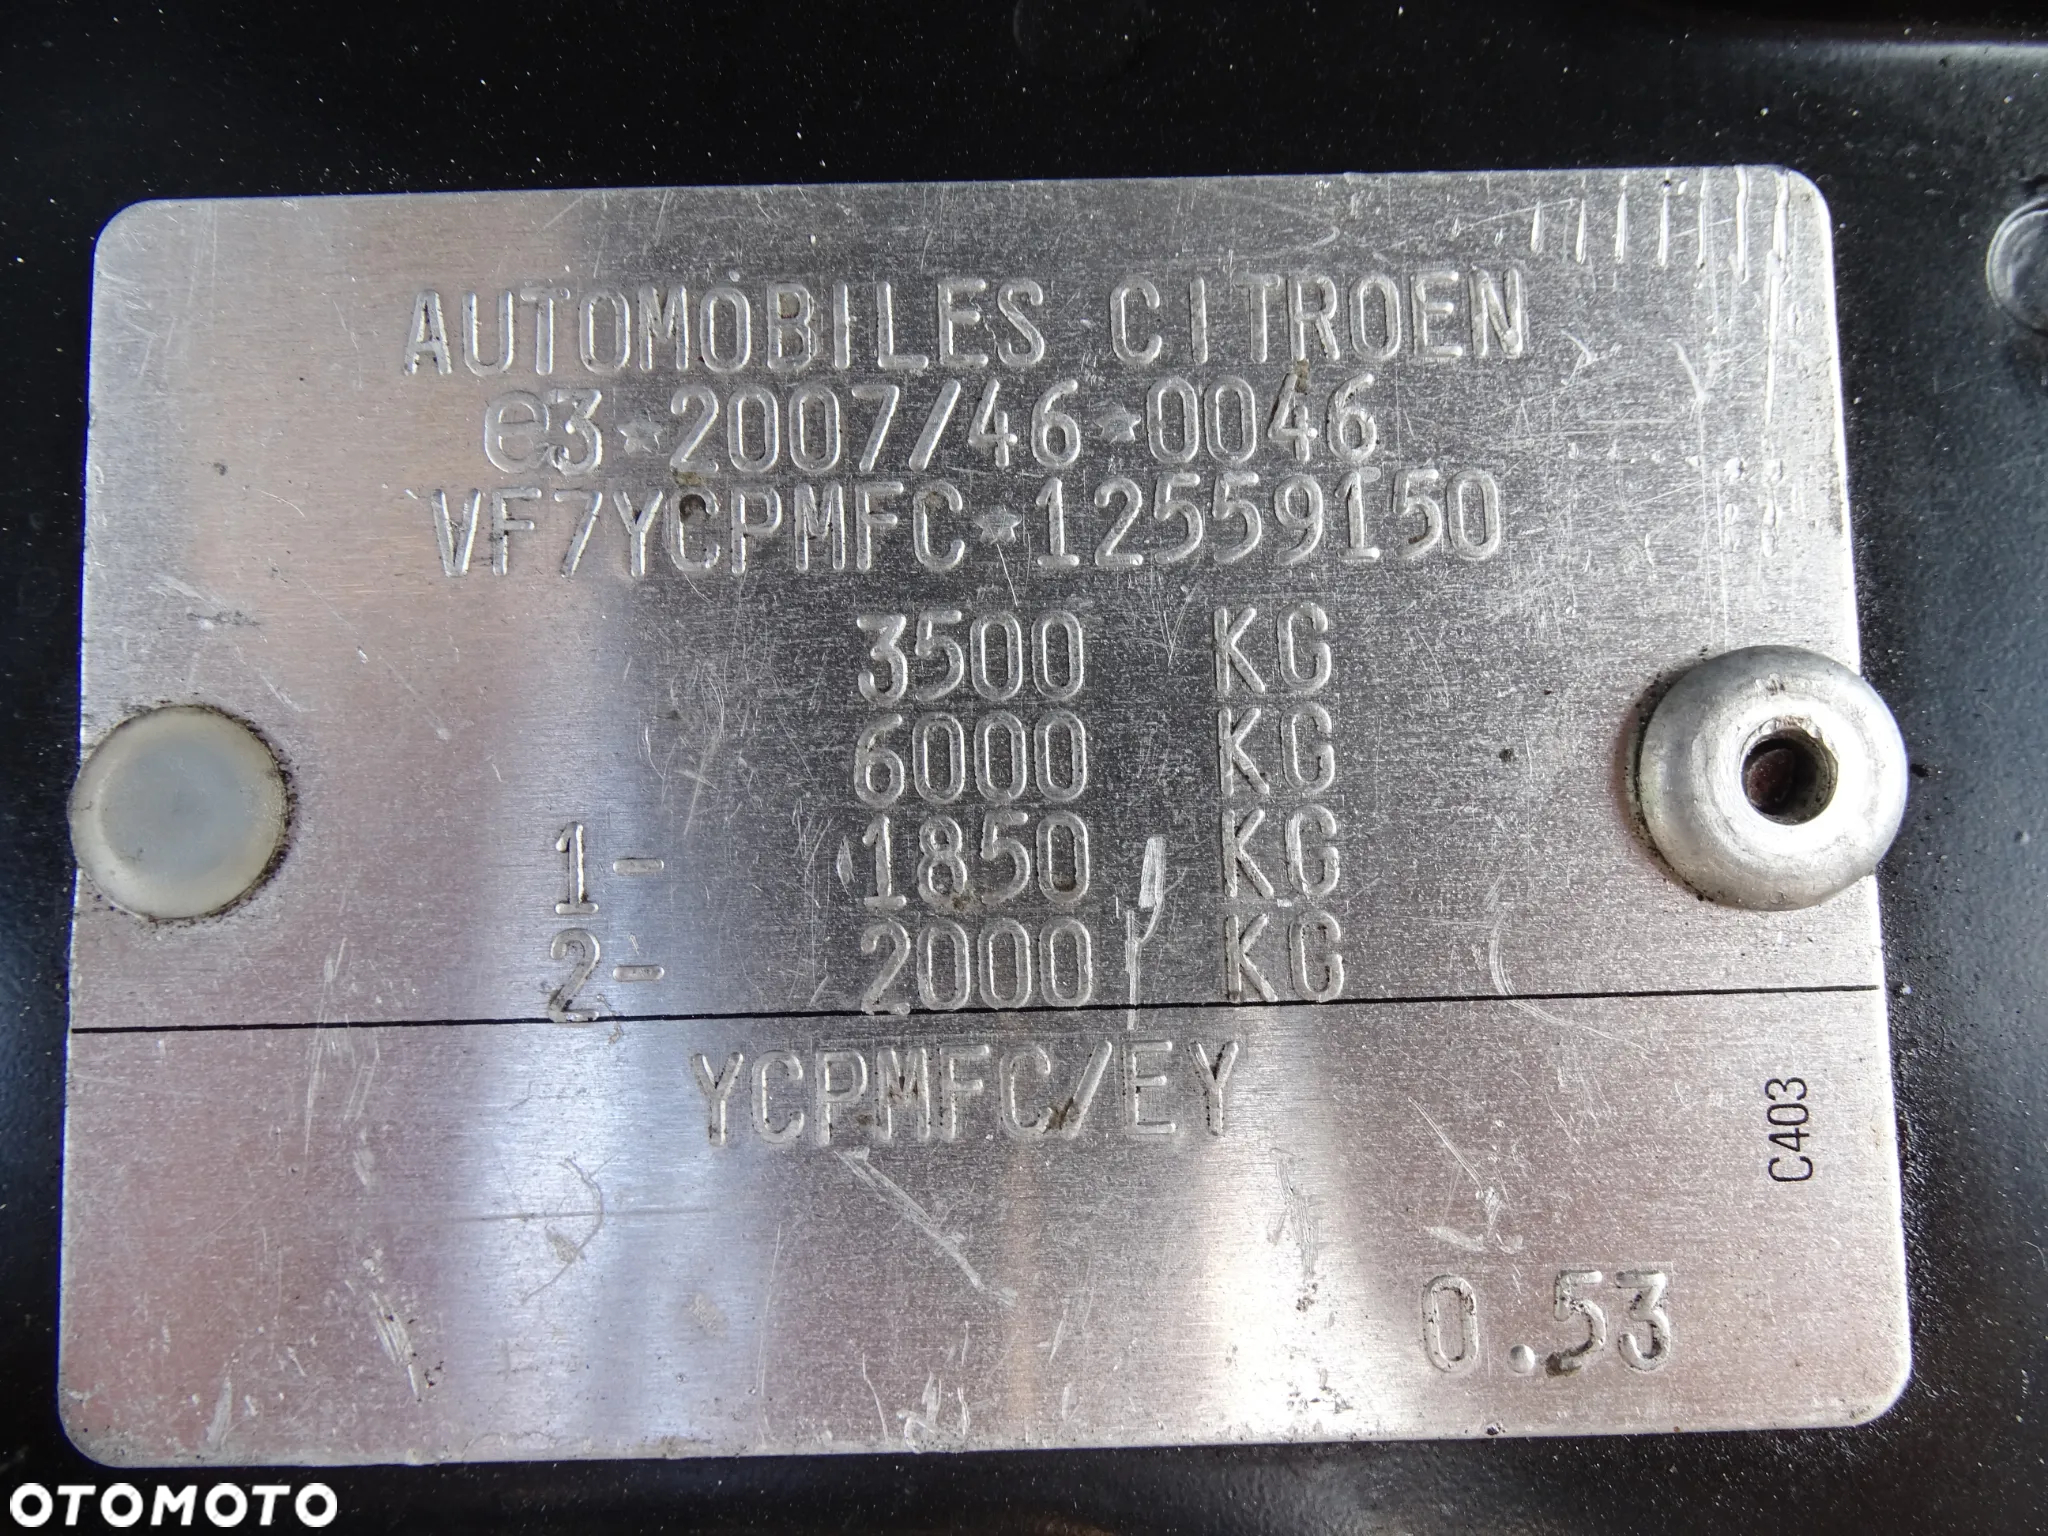 AUTOMOBILES CITROEN
e3*2007/46*0046
VF7YCPMFC*12559150
3500 KG
6000 KG
1- 1850 KG
2- 2000 KG
YCPMFC/EY
C403
0.53
OTOMOTO